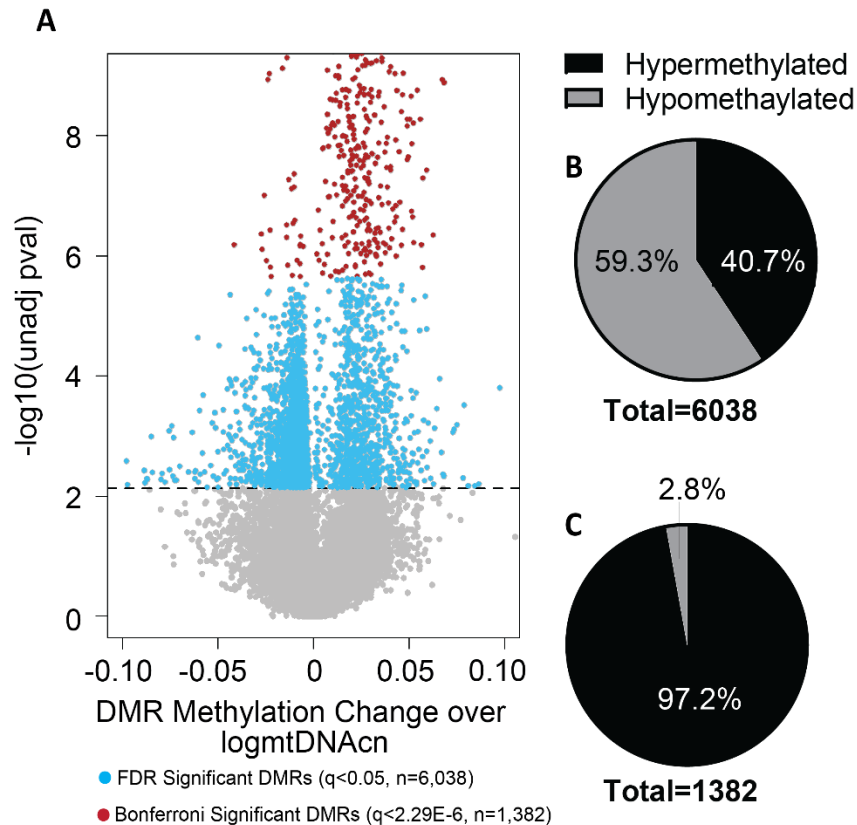 A
-log10(unadj pval)
8
6
4
2
0
-0.10
-0.05
0
0.05
0.10
DMR Methylation Change over
logmtDNAcn
FDR Significant DMRs (q<0.05, n=6,038)
Bonferroni Significant DMRs (q<2.29E-6, n=1,382)
Hypermethylated
Hypomethaylated
B
59.3%
40.7%
Total=6038
C
2.8%
97.2%
Total=1382